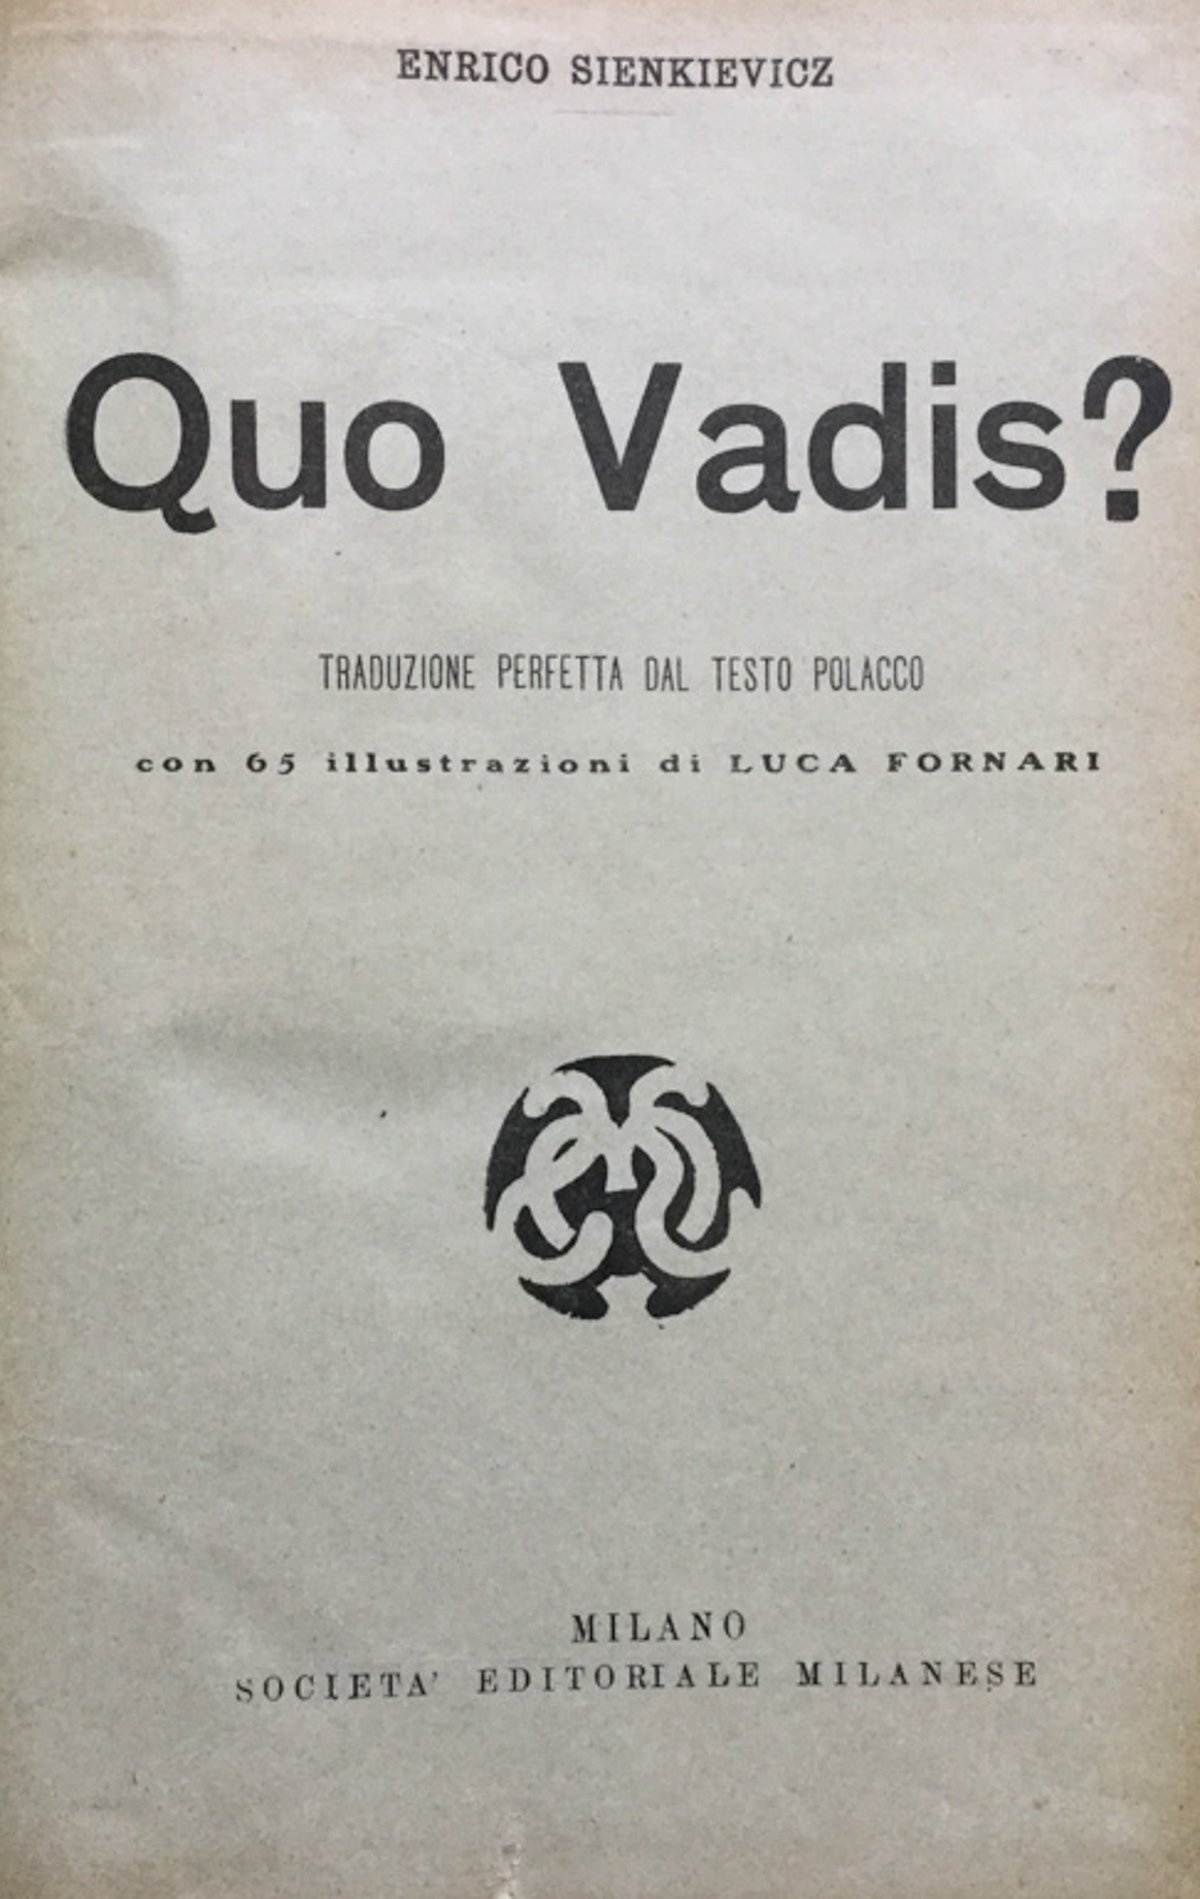 ENRICO SIENKIEVICZ
Quo Vadis?
TRADUZIONE PERFETTA DAL TESTO POLACCO
con 65 illustrazioni di LUCA FORNARI
MILANO
SOCIETA' EDITORIALE MILANESE